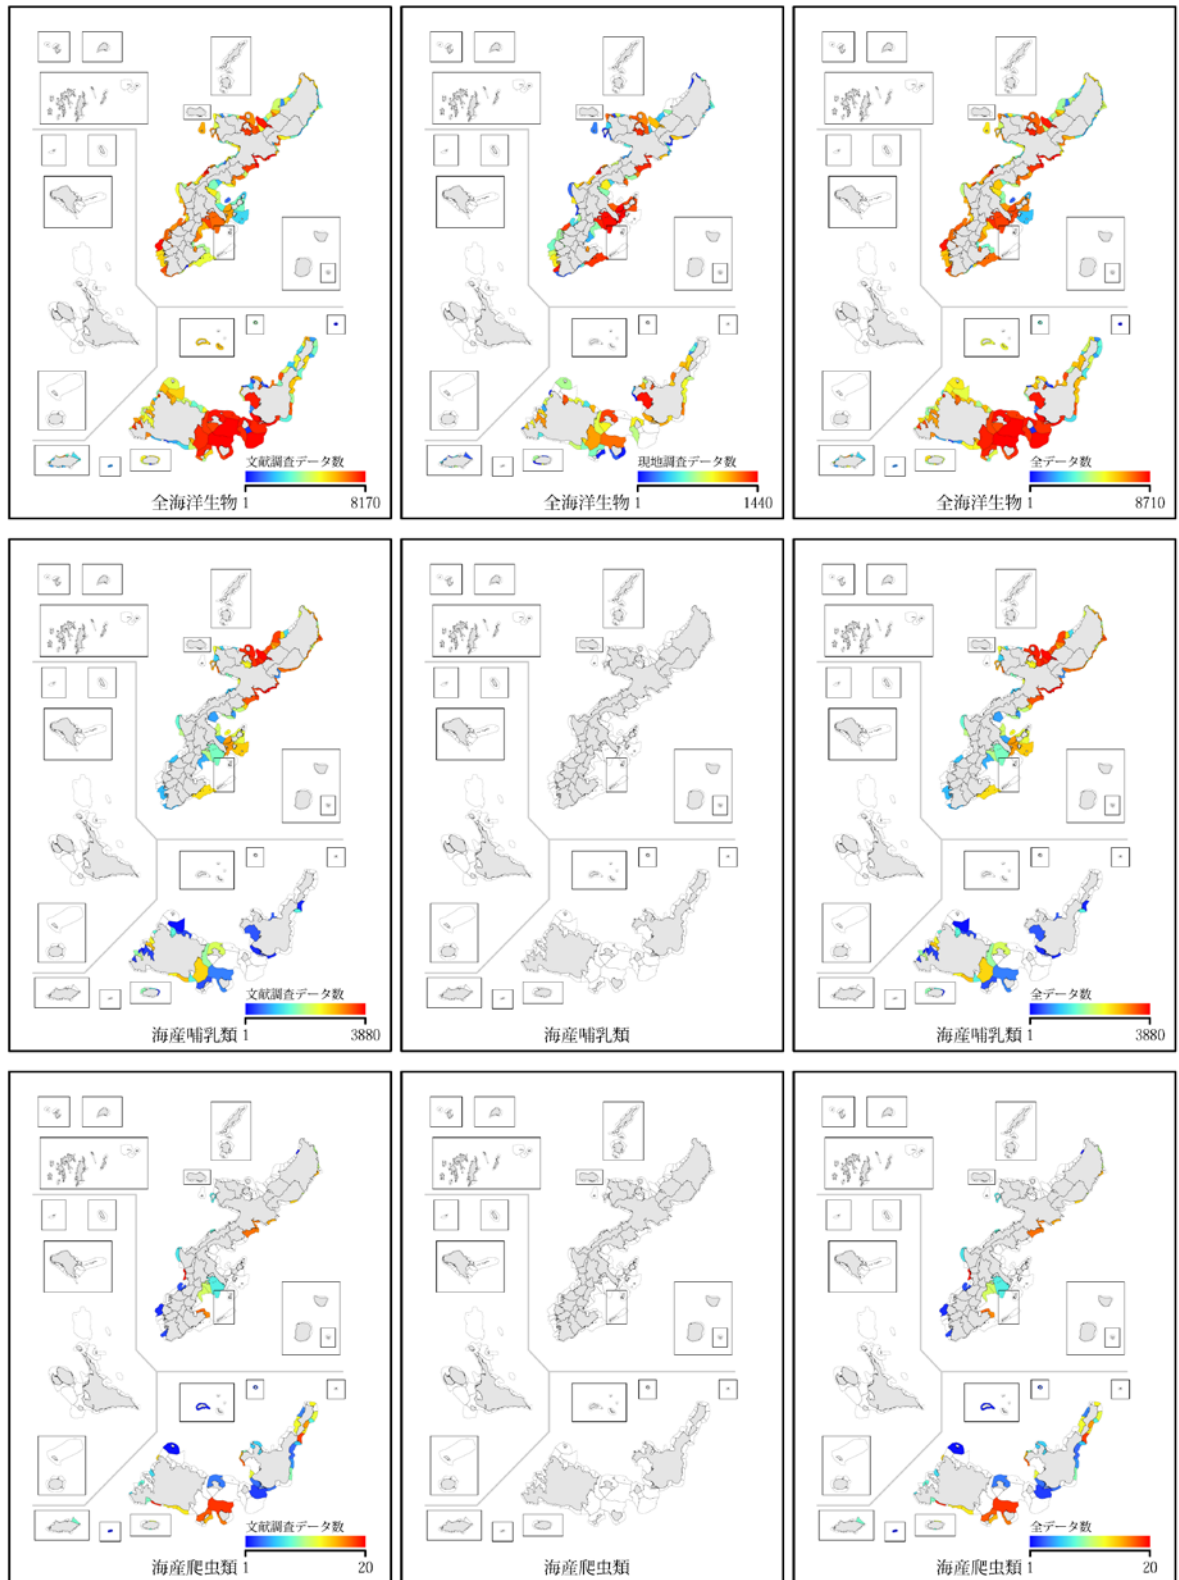 文献調査データ数
全海洋生物 1 8170
現地調査データ数
全海洋生物 1 1440
全データ数
全海洋生物 1 8710
文献調査データ数
海産哺乳類 1 3880
海産哺乳類
全データ数
海産哺乳類 1 3880
文献調査データ数
海産爬虫類 1 20
海産爬虫類
全データ数
海産爬虫類 1 20